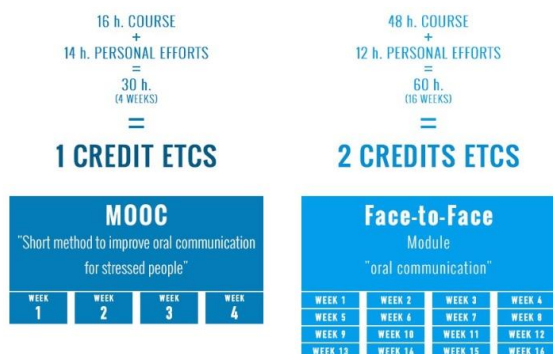 16 h. COURSE
+
14 h. PERSONAL EFFORTS
=
30 h.
(4 WEEKS)
=
1 CREDIT ETCS
MOOC
"Short method to improve oral communication
for stressed people"
WEEK
1
WEEK
2
WEEK
3
WEEK
4
48 h. COURSE
+
12 h. PERSONAL EFFORTS
=
60 h.
(16 WEEKS)
=
2 CREDITS ETCS
Face-to-Face
Module
"oral communication"
WEEK 1 WEEK 2 WEEK 3 WEEK 4
WEEK 5 WEEK 6 WEEK 7 WEEK 8
WEEK 9 WEEK 10 WEEK 11 WEEK 12
WEEK 13 WEEK 14 WEEK 15 WEEK 16